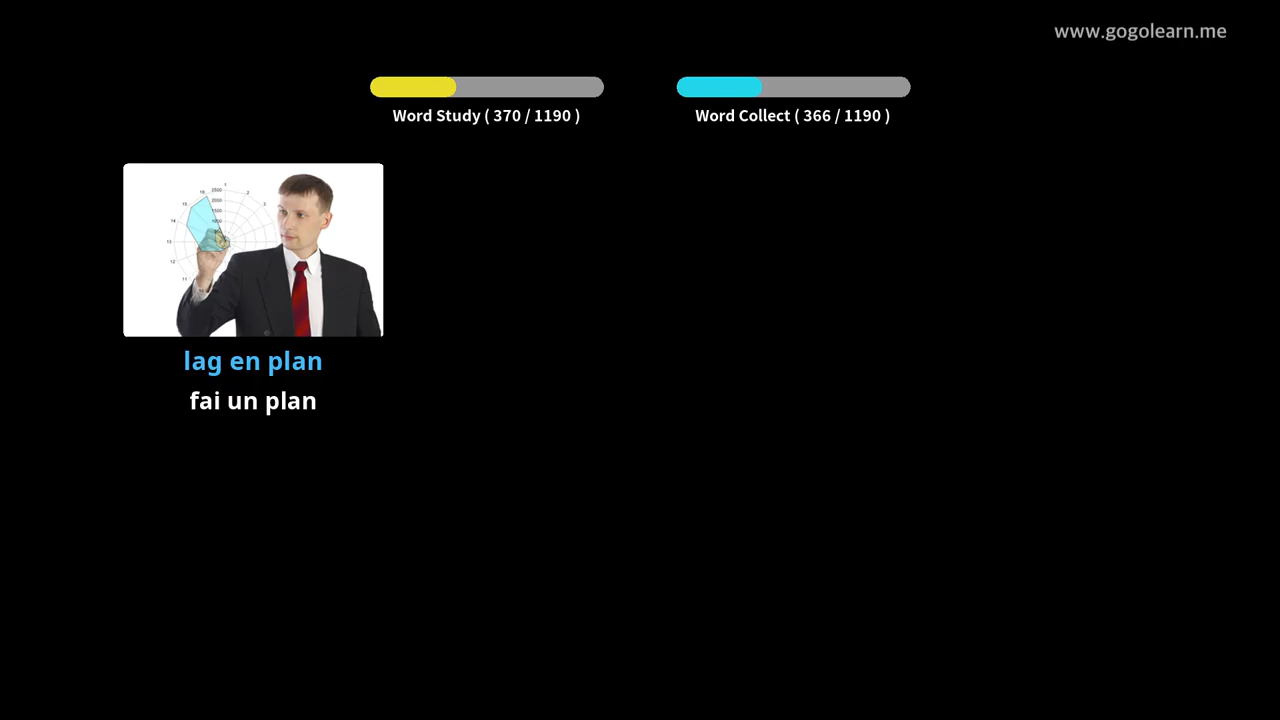 www.gogolearn.me
Word Study ( 370 / 1190 )
Word Collect ( 366 / 1190 )
lag en plan
fai un plan